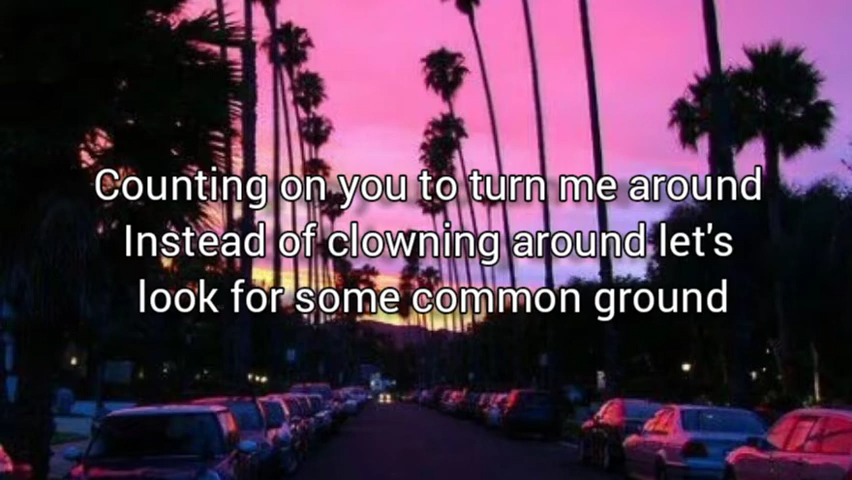 Counting on you to turn me around
Instead of clowning around let's
look for some common ground